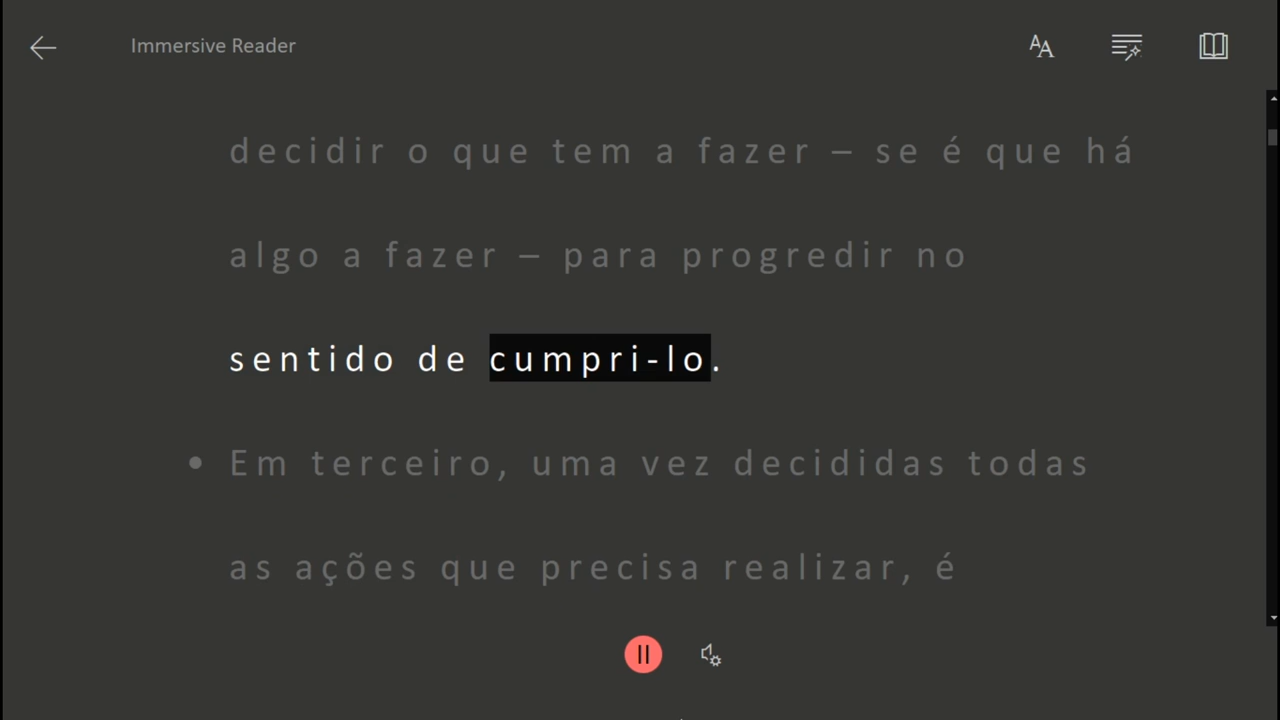 Immersive Reader
decidir o que tem a fazer – se é que há
algo a fazer – para progredir no
sentido de cumpri-lo.
• Em terceiro, uma vez decididas todas
as ações que precisa realizar, é